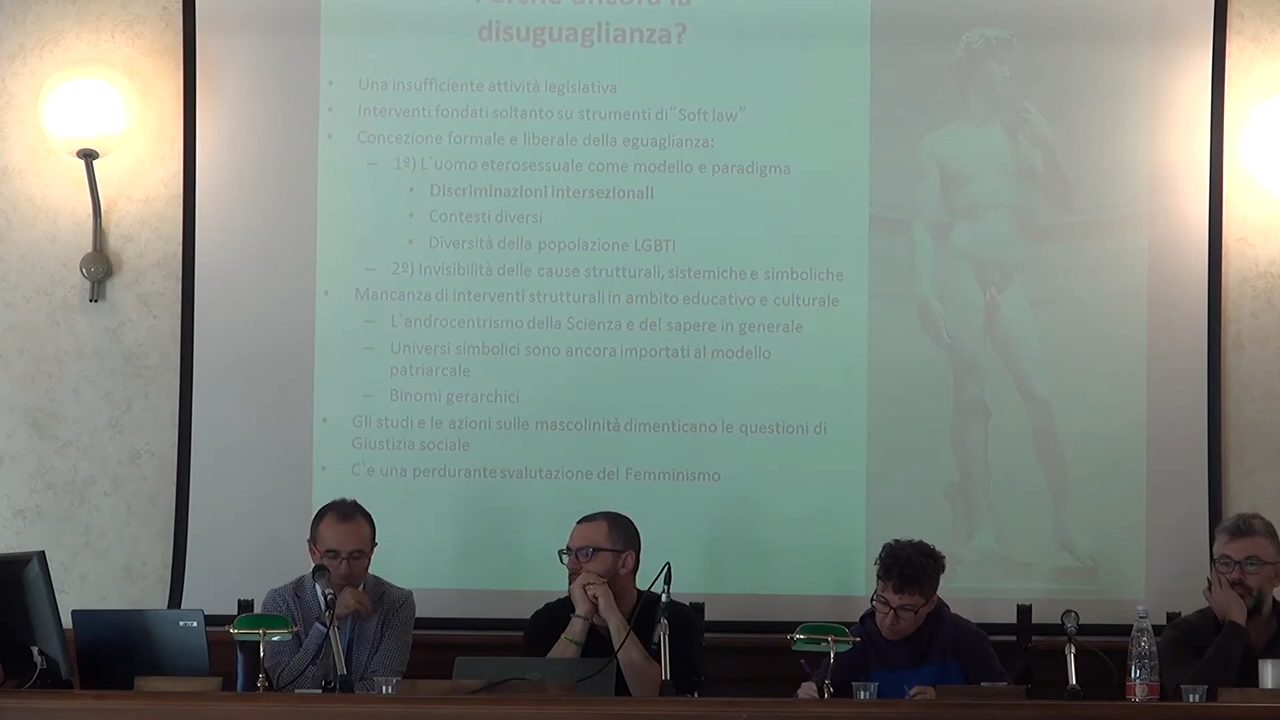 Perché ancora la
disuguaglianza?
• Una insufficiente attività legislativa
• Interventi fondati soltanto su strumenti di"Soft law"
• Concezione formale e liberale della eguaglianza:
– 1º) L`uomo eterosessuale come modello e paradigma
• Discriminazioni intersezionali
• Contesti diversi
• Diversità della popolazione LGBTI
– 2º) Invisibilità delle cause strutturali, sistemiche e simboliche
• Mancanza di interventi strutturali in ambito educativo e culturale
– L`androcentrismo della Scienza e del sapere in generale
– Universi simbolici sono ancora importati al modello
patriarcale
– Binomi gerarchici
• Gli studi e le azioni sulle mascolinità dimenticano le questioni di
Giustizia sociale
• C`e una perdurante svalutazione del Femminismo